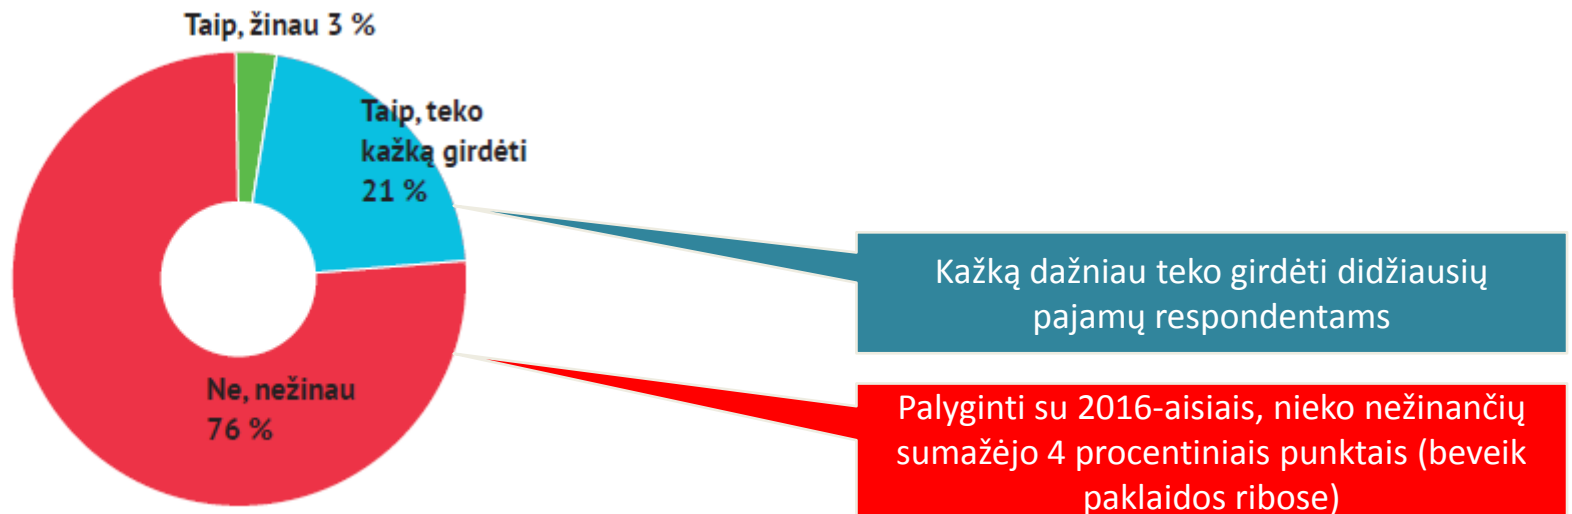 Taip, žinau 3 %
Taip, teko
kažką girdėti
21 %
Ne, nežinau
76 %
Kažką dažniau teko girdėti didžiausių
pajamų respondentams
Palyginti su 2016-aisiais, nieko nežinančių
sumažėjo 4 procentiniais punktais (beveik
paklaidos ribose)